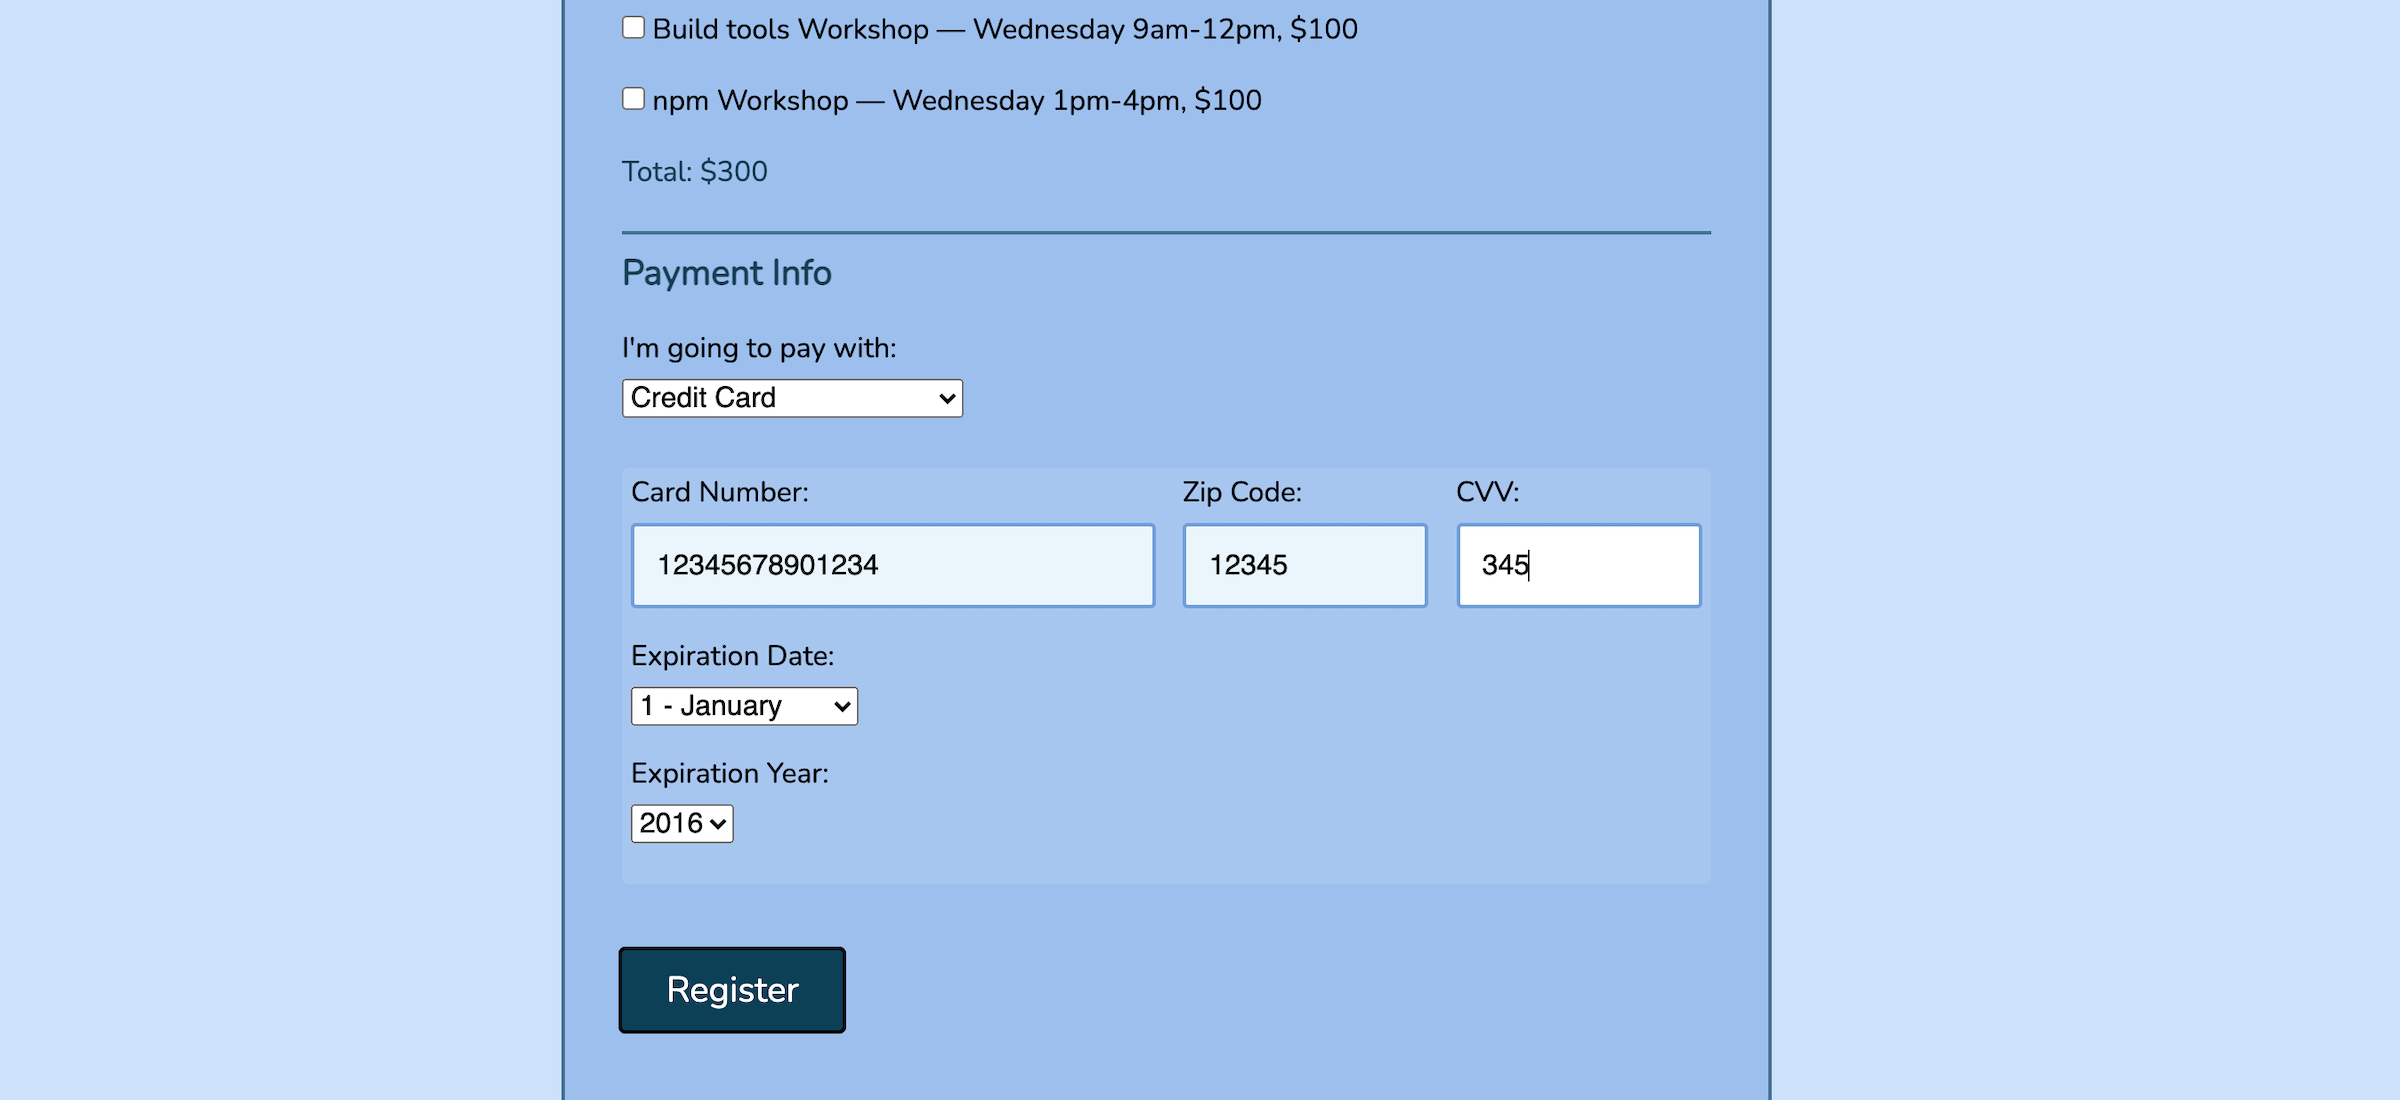 Build tools Workshop — Wednesday 9am-12pm, $100
npm Workshop — Wednesday 1pm-4pm, $100
Total: $300
Payment Info
I'm going to pay with:
Credit Card
Card Number: Zip Code: CVV:
12345678901234 12345 345
Expiration Date:
1 - January
Expiration Year:
2016
Register